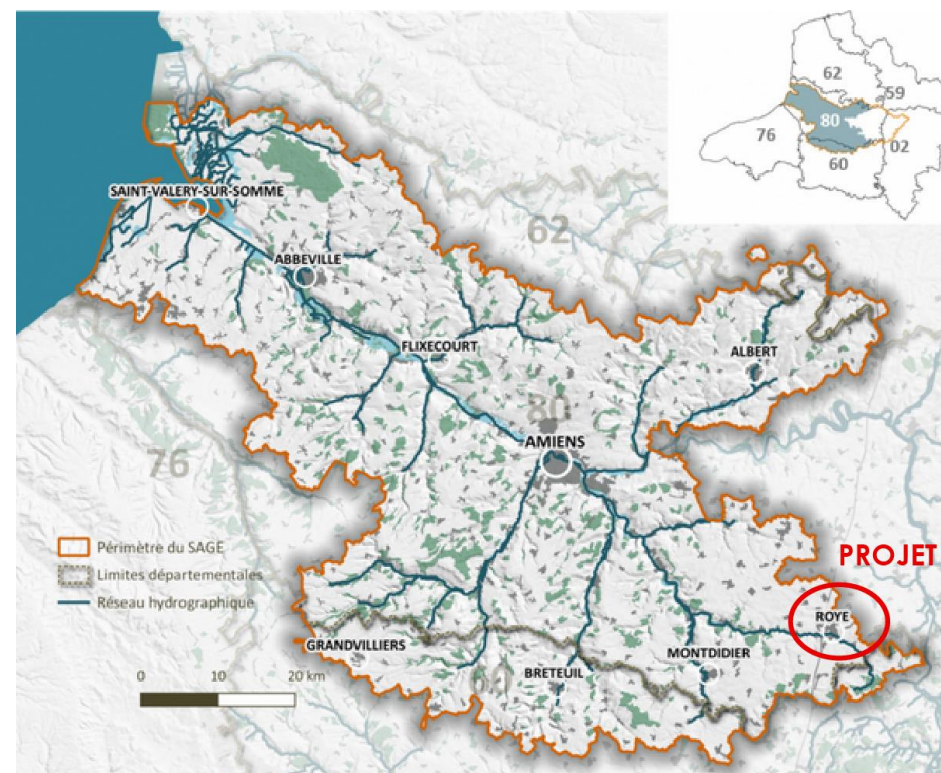 62
59
80
76
02
60
SAINT-VALERY-SUR-SOMME
62
ABBEVILLE
FLIXECOURT
ALBERT
80
AMIENS
76
Périmètre du SAGE
PROJET
Limites départementales
Réseau hydrographique
ROYE
GRANDVILLIERS
MONTDIDIER
BRETEUIL
60
0 10 20 km